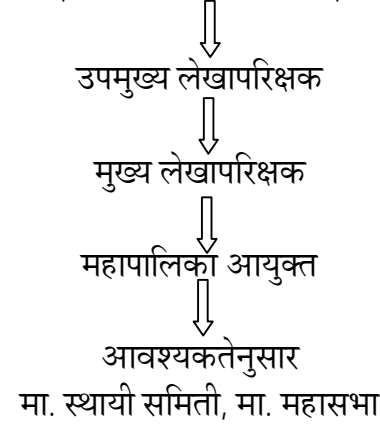 उपमुख्य लेखापरिक्षक
मुख्य लेखापरिक्षक
महापालिका आयुक्त
आवश्यकतेनुसार
मा. स्थायी समिती, मा. महासभा